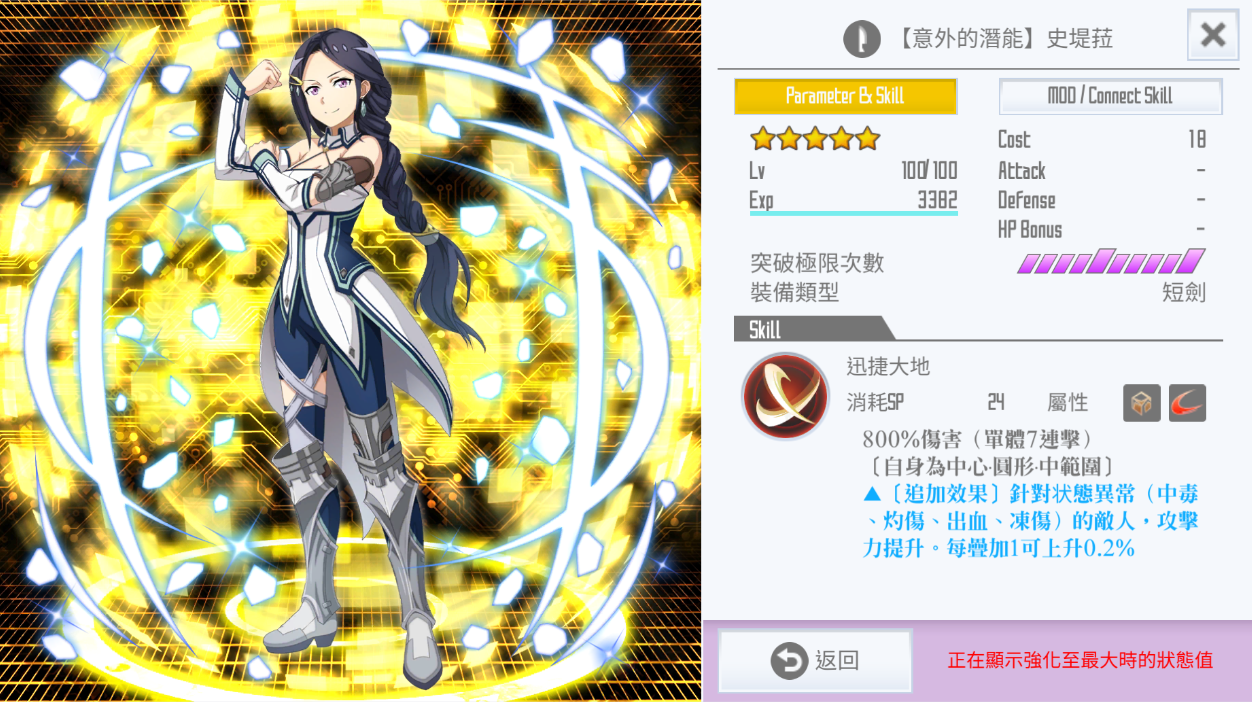 【意外的潛能】史堤菈
Parameter & Skill
MOD / Connect Skill
Lv 100/100
Exp 3382
Cost 18
Attack -
Defense -
HP Bonus -
突破極限次數
裝備類型 短劍
Skill
迅捷大地
消耗SP 24 屬性
800%傷害（單體7連擊）
〔自身為中心·圓形·中範圍〕
▲〔追加效果〕針對狀態異常（中毒
、灼傷、出血、凍傷）的敵人，攻擊
力提升。每疊加1可上升0.2%
返回
正在顯示強化至最大時的狀態值